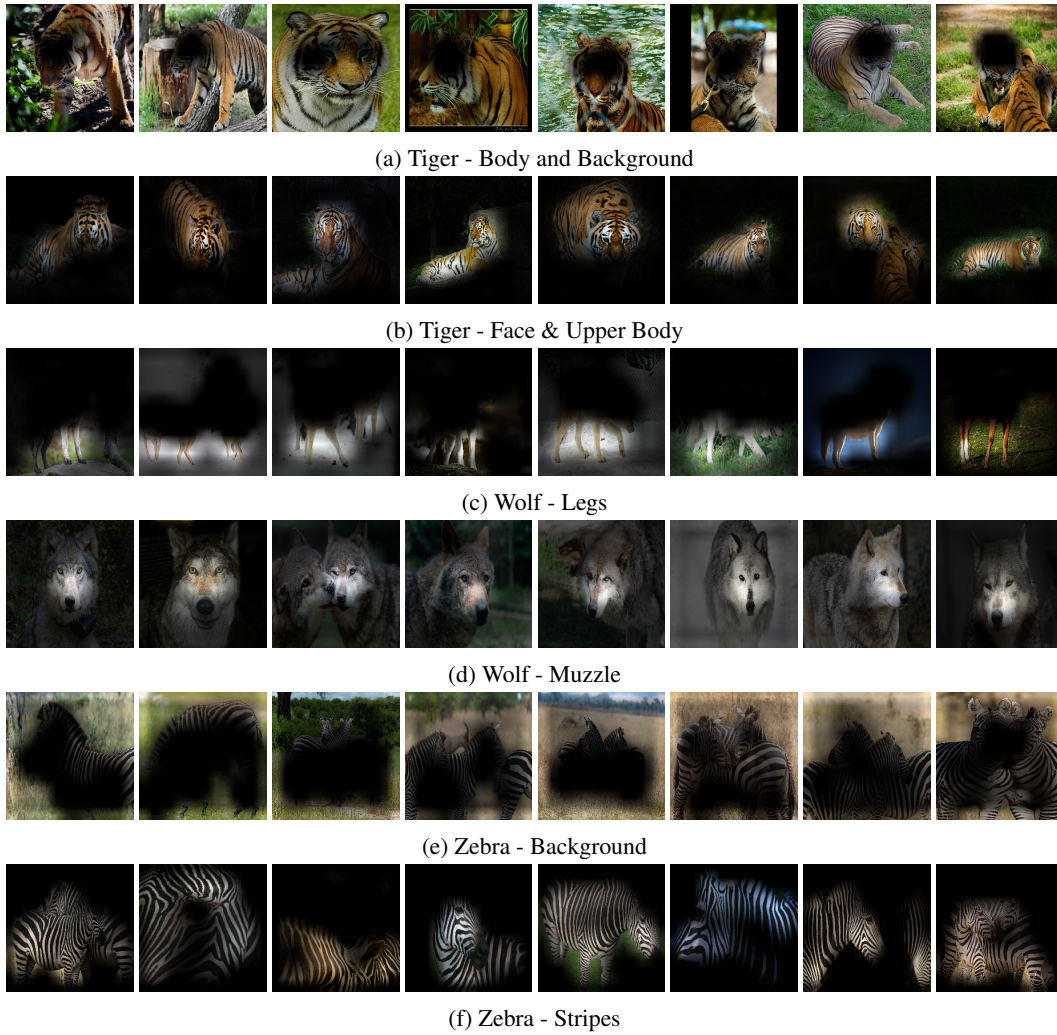 (a) Tiger - Body and Background
(b) Tiger - Face & Upper Body
(c) Wolf - Legs
(d) Wolf - Muzzle
(e) Zebra - Background
(f) Zebra - Stripes